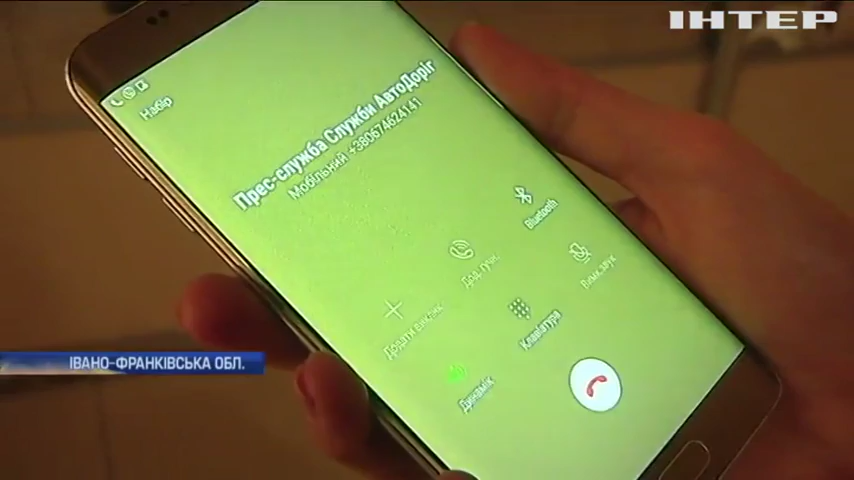 ІНТЕР
Набір
Прес-служба Служби АвтоДоріг
Мобільний +380674624141
Bluetooth
Дод. гучн.
Вимк.звук
Додати виклик
Клавіатура
Динамік
ІВАНО-ФРАНКІВСЬКА ОБЛ.